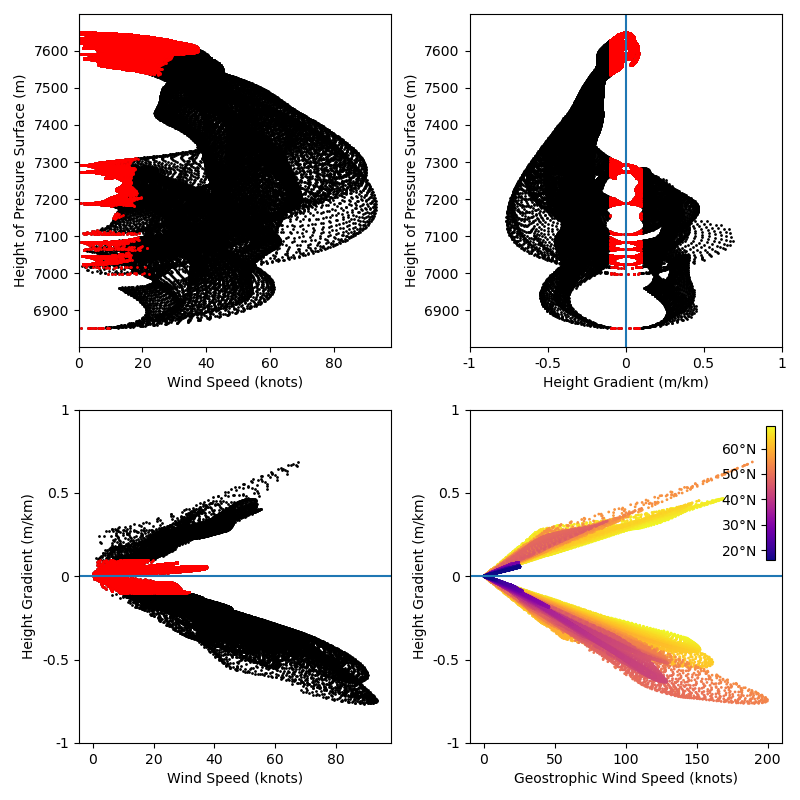 7600
7500
7400
7300
7200
7100
7000
6900
Height of Pressure Surface (m)
0 20 40 60 80
Wind Speed (knots)
7600
7500
7400
7300
7200
7100
7000
6900
Height of Pressure Surface (m)
-1 -0.5 0 0.5 1
Height Gradient (m/km)
1
0.5
0
-0.5
-1
Height Gradient (m/km)
0 20 40 60 80
Wind Speed (knots)
1
0.5
0
-0.5
-1
Height Gradient (m/km)
0 50 100 150 200
Geostrophic Wind Speed (knots)
60°N
50°N
40°N
30°N
20°N